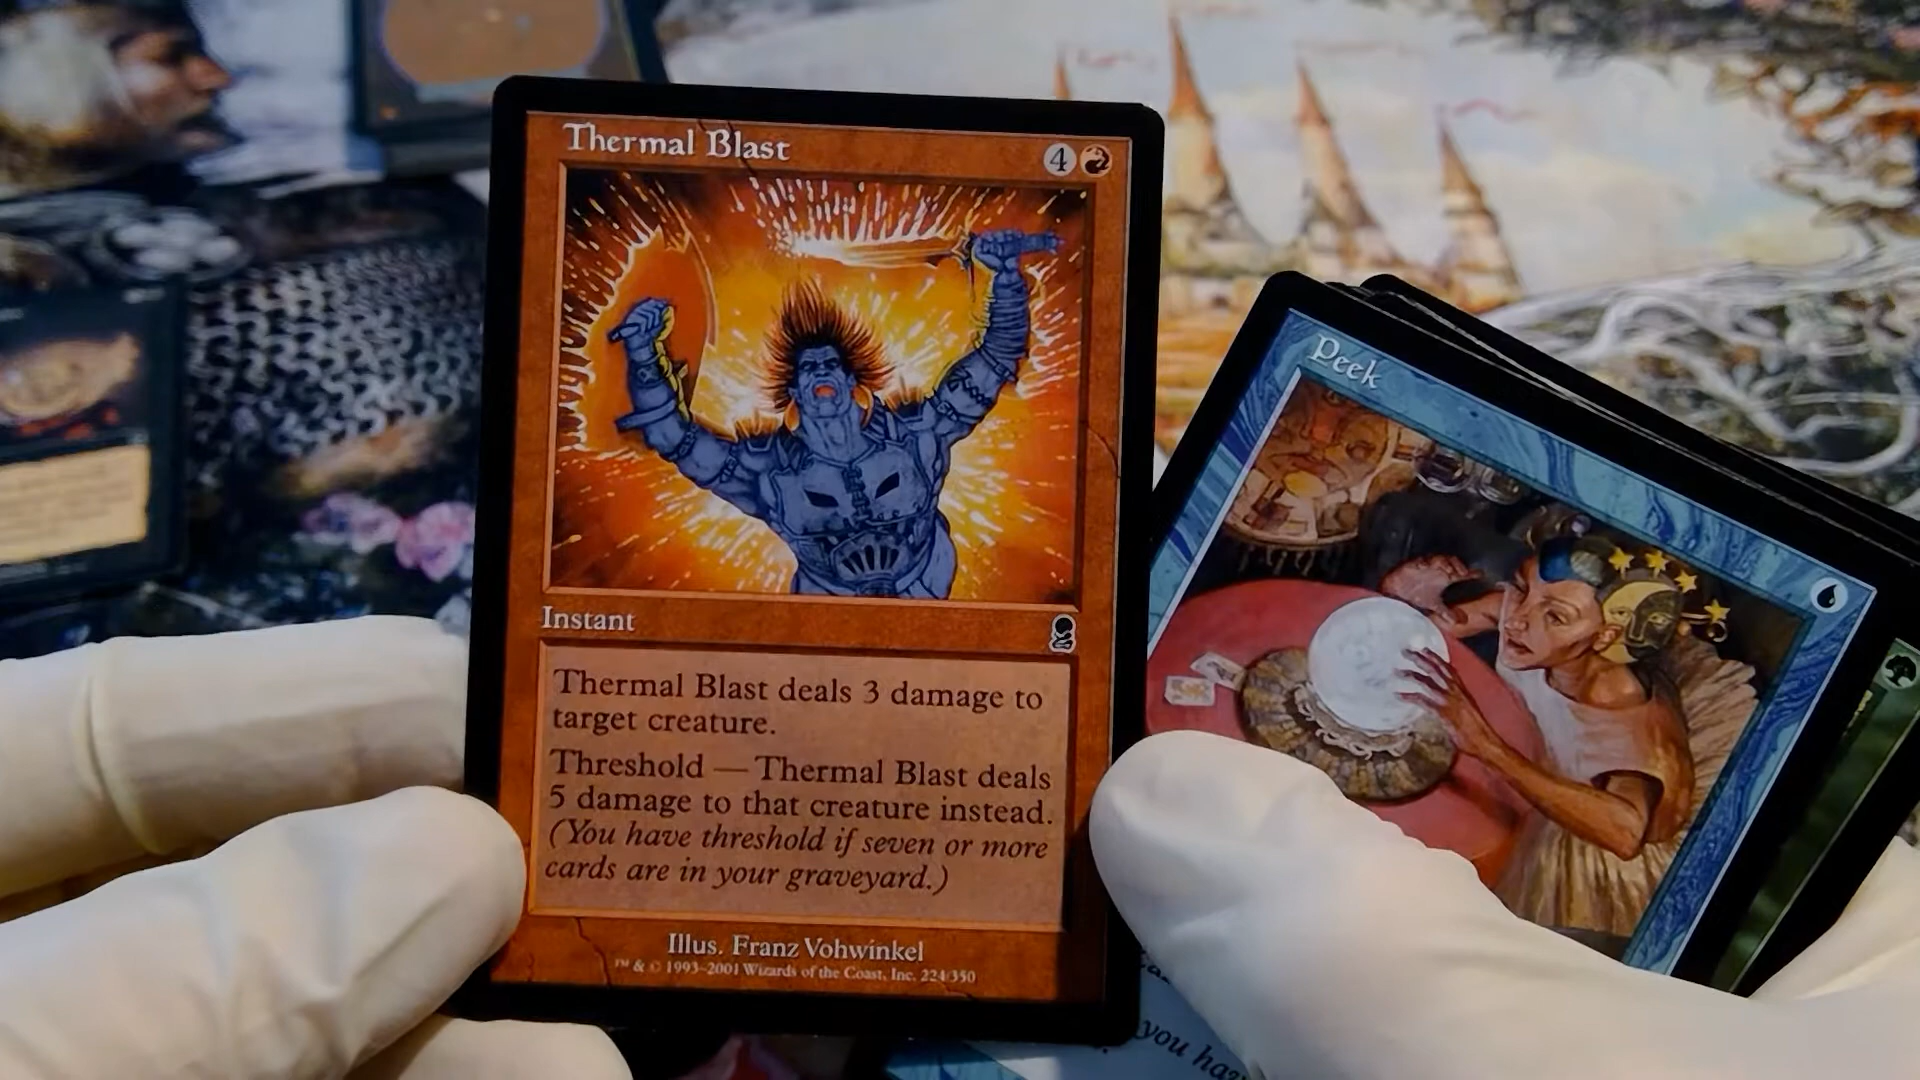 Thermal Blast
4
Instant
Thermal Blast deals 3 damage to
target creature.
Threshold — Thermal Blast deals
5 damage to that creature instead.
(You have threshold if seven or more
cards are in your graveyard.)
Illus. Franz Vohwinkel
™ & © 1993-2001 Wizards of the Coast, Inc. 224/350
Peek
you hav